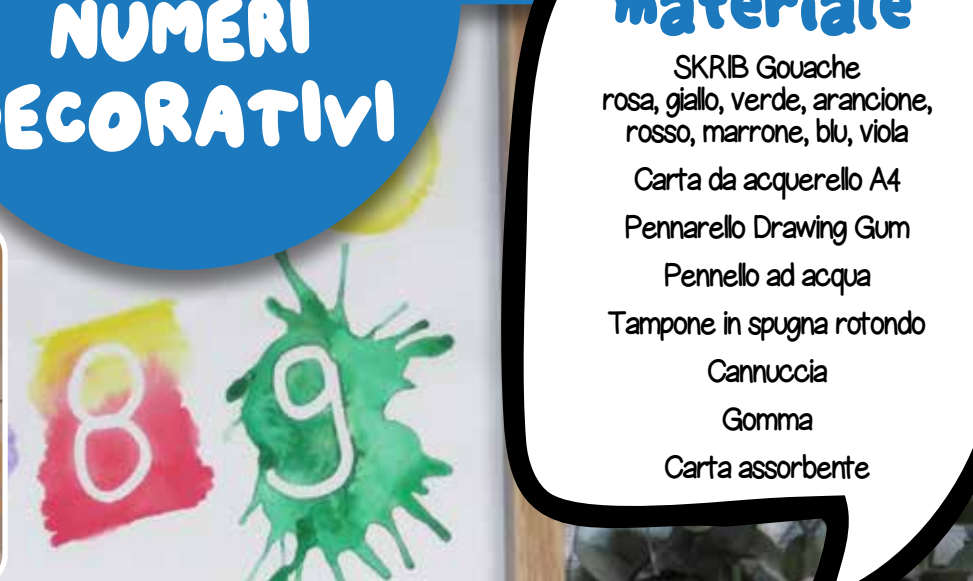 NUMERI
DECORATIVI
materiale
SKRIB Gouache
rosa, giallo, verde, arancione,
rosso, marrone, blu, viola
Carta da acquerello A4
Pennarello Drawing Gum
Pennello ad acqua
Tampone in spugna rotondo
Cannuccia
Gomma
Carta assorbente
8 9